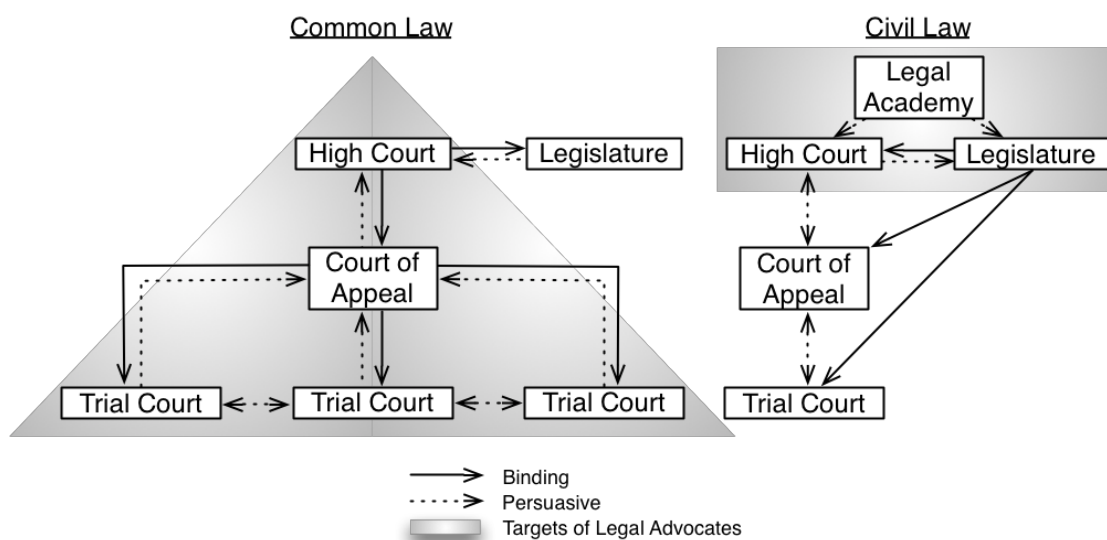 Common Law
Civil Law
Legal
Academy
High Court
Legislature
High Court
Legislature
Court of
Appeal
Court of
Appeal
Trial Court
Trial Court
Trial Court
Trial Court
Binding
Persuasive
Targets of Legal Advocates